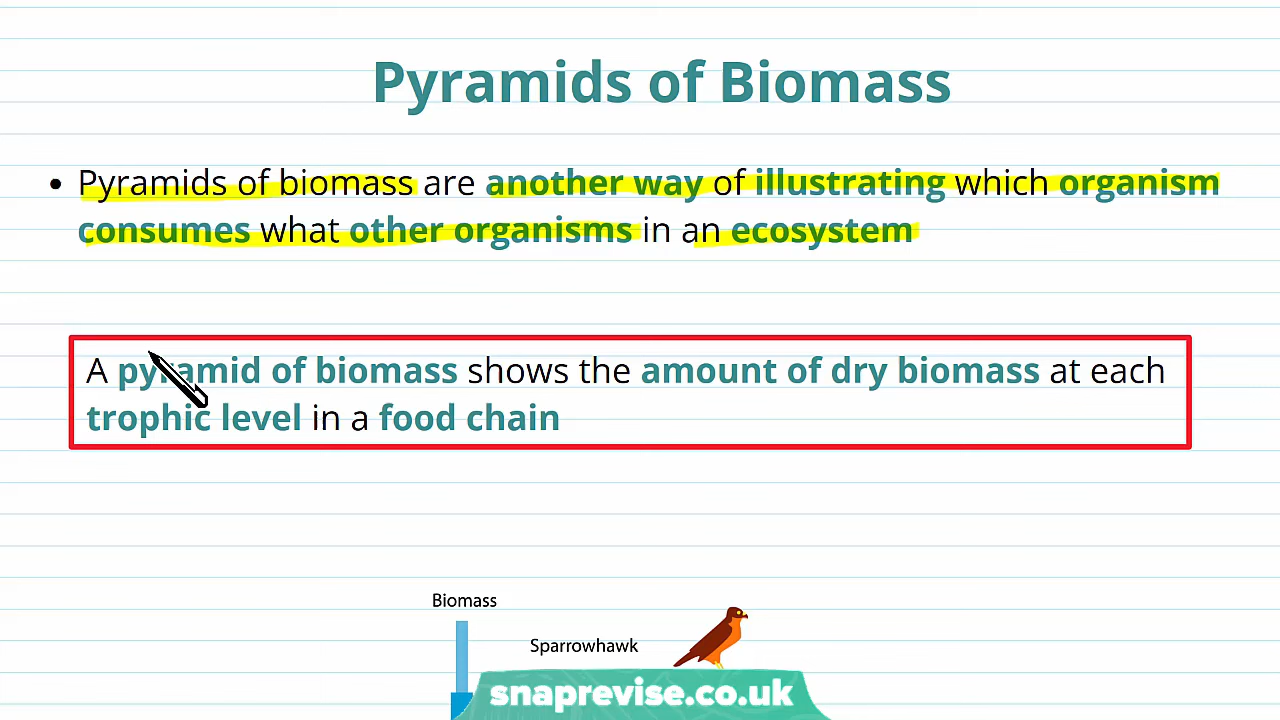 Pyramids of Biomass
• Pyramids of biomass are another way of illustrating which organism
consumes what other organisms in an ecosystem
A pyramid of biomass shows the amount of dry biomass at each
trophic level in a food chain
Biomass
Sparrowhawk
snaprevise.co.uk